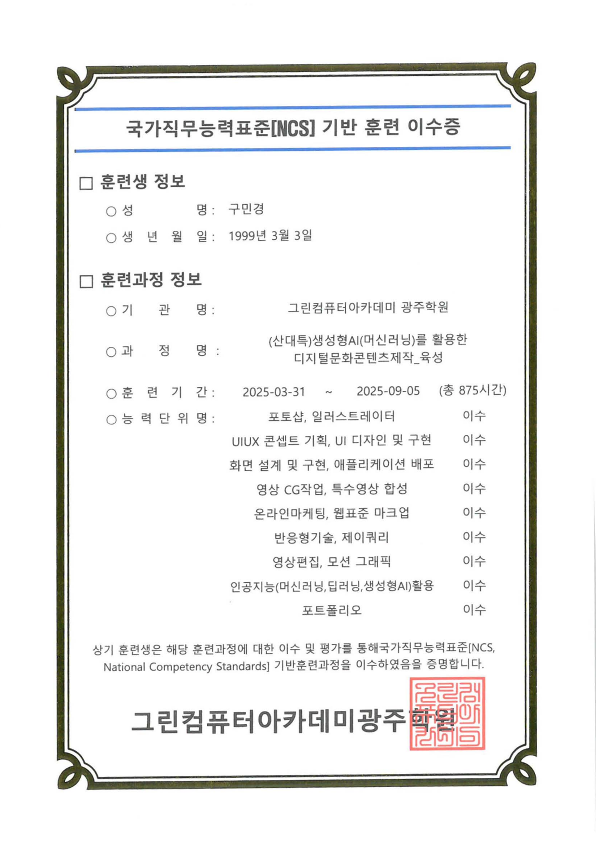 국가직무능력표준[NCS] 기반 훈련 이수증
□ 훈련생 정보
○ 성 명 : 구민경
○ 생 년 월 일 : 1999년 3월 3일
□ 훈련과정 정보
○ 기 관 명 : 그린컴퓨터아카데미 광주학원
○ 과 정 명 : (산대특)생성형AI(머신러닝)를 활용한
디지털문화콘텐츠제작_육성
○ 훈 련 기 간 : 2025-03-31 ~ 2025-09-05 (총 875시간)
○ 능 력 단 위 명 : 포토샵, 일러스트레이터 이수
UIUX 콘셉트 기획, UI 디자인 및 구현 이수
화면 설계 및 구현, 애플리케이션 배포 이수
영상 CG작업, 특수영상 합성 이수
온라인마케팅, 웹표준 마크업 이수
반응형기술, 제이쿼리 이수
영상편집, 모션 그래픽 이수
인공지능(머신러닝,딥러닝,생성형AI)활용 이수
포트폴리오 이수
상기 훈련생은 해당 훈련과정에 대한 이수 및 평가를 통해국가직무능력표준[NCS,
National Competency Standards] 기반훈련과정을 이수하였음을 증명합니다.
그린컴퓨터아카데미광주학원